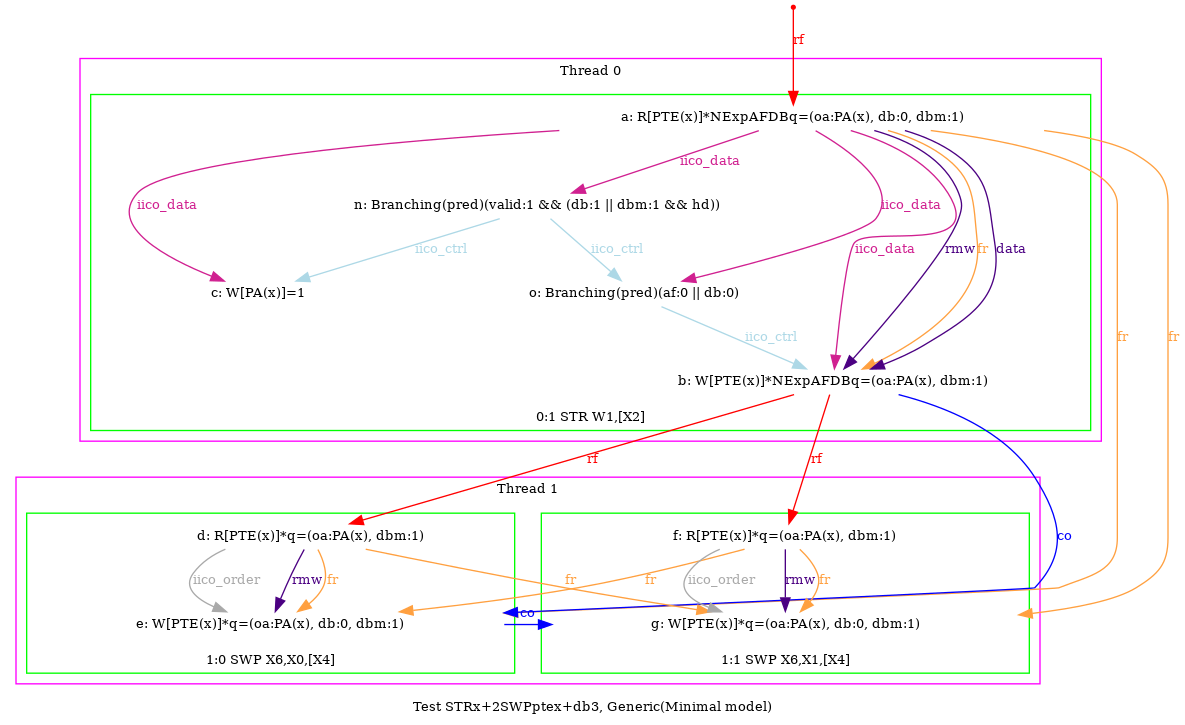 rf
Thread 0
a: R[PTE(x)]*NExpAFDBq=(oa:PA(x), db:0, dbm:1)
iico_data
iico_data
iico_data
n: Branching(pred)(valid:1 && (db:1 || dbm:1 && hd))
iico_ctrl
iico_ctrl
iico_data
rmw
fr
data
c: W[PA(x)]=1
o: Branching(pred)(af:0 || db:0)
iico_ctrl
fr
fr
b: W[PTE(x)]*NExpAFDBq=(oa:PA(x), dbm:1)
0:1 STR W1,[X2]
rf
rf
Thread 1
d: R[PTE(x)]*q=(oa:PA(x), dbm:1)
f: R[PTE(x)]*q=(oa:PA(x), dbm:1)
co
iico_order
rmw
fr
fr
fr
iico_order
rmw
fr
co
e: W[PTE(x)]*q=(oa:PA(x), db:0, dbm:1)
g: W[PTE(x)]*q=(oa:PA(x), db:0, dbm:1)
1:0 SWP X6,X0,[X4]
1:1 SWP X6,X1,[X4]
Test STRx+2SWPptex+db3, Generic(Minimal model)